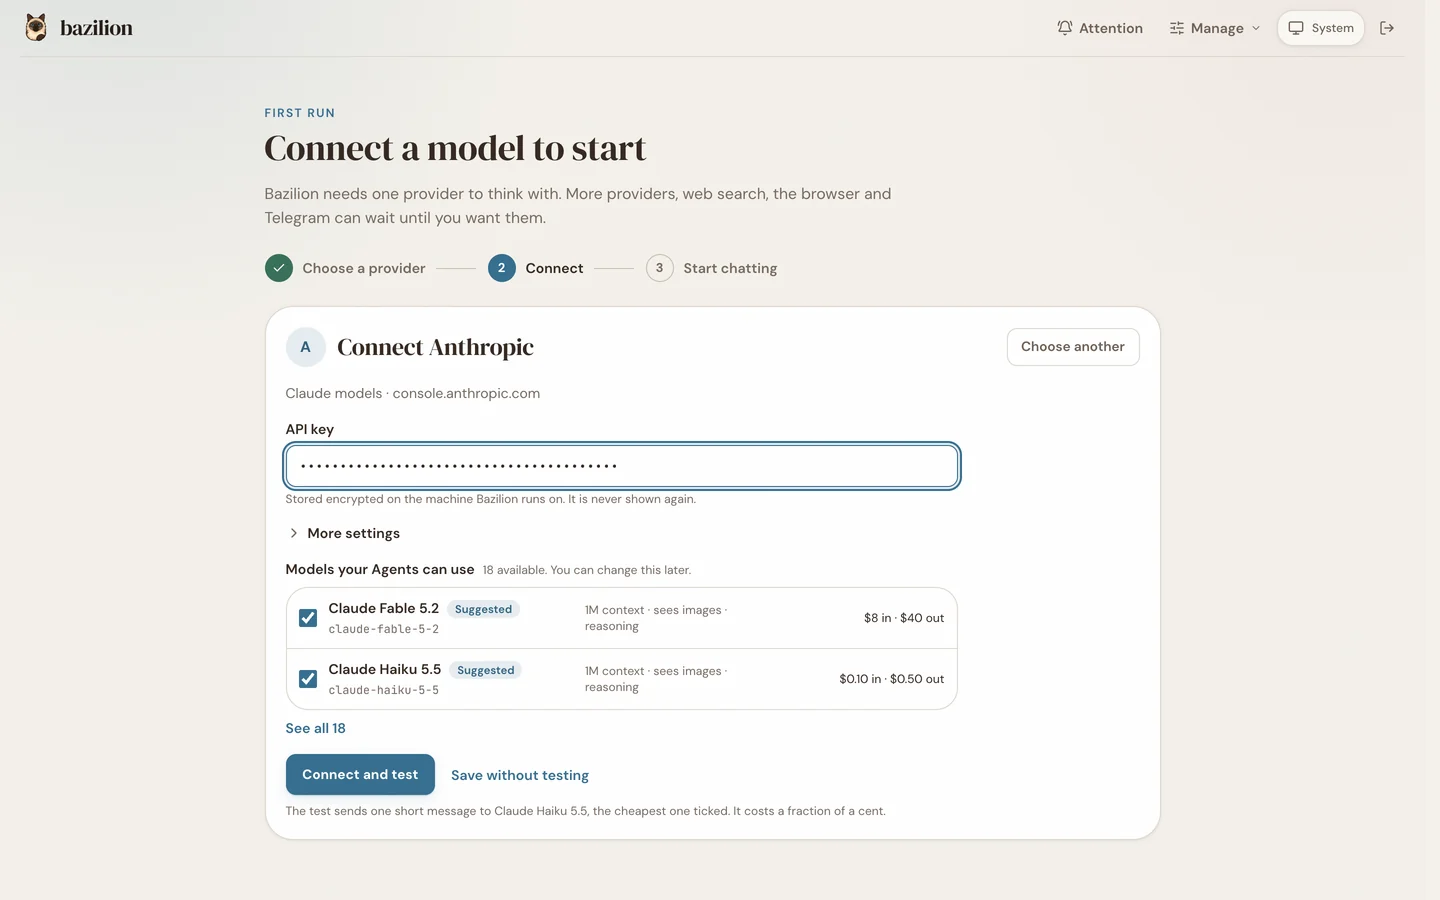 bazilion
Attention
Manage
System
FIRST RUN
Connect a model to start
Bazilion needs one provider to think with. More providers, web search, the browser and
Telegram can wait until you want them.
Choose a provider
2
Connect
3
Start chatting
A
Connect Anthropic
Choose another
Claude models · console.anthropic.com
API key
••••••••••••••••••••••••••••••••••••••••
Stored encrypted on the machine Bazilion runs on. It is never shown again.
More settings
Models your Agents can use 18 available. You can change this later.
Claude Fable 5.2 Suggested
claude-fable-5-2
1M context · sees images ·
reasoning
$8 in · $40 out
Claude Haiku 5.5 Suggested
claude-haiku-5-5
1M context · sees images ·
reasoning
$0.10 in · $0.50 out
See all 18
Connect and test
Save without testing
The test sends one short message to Claude Haiku 5.5, the cheapest one ticked. It costs a fraction of a cent.